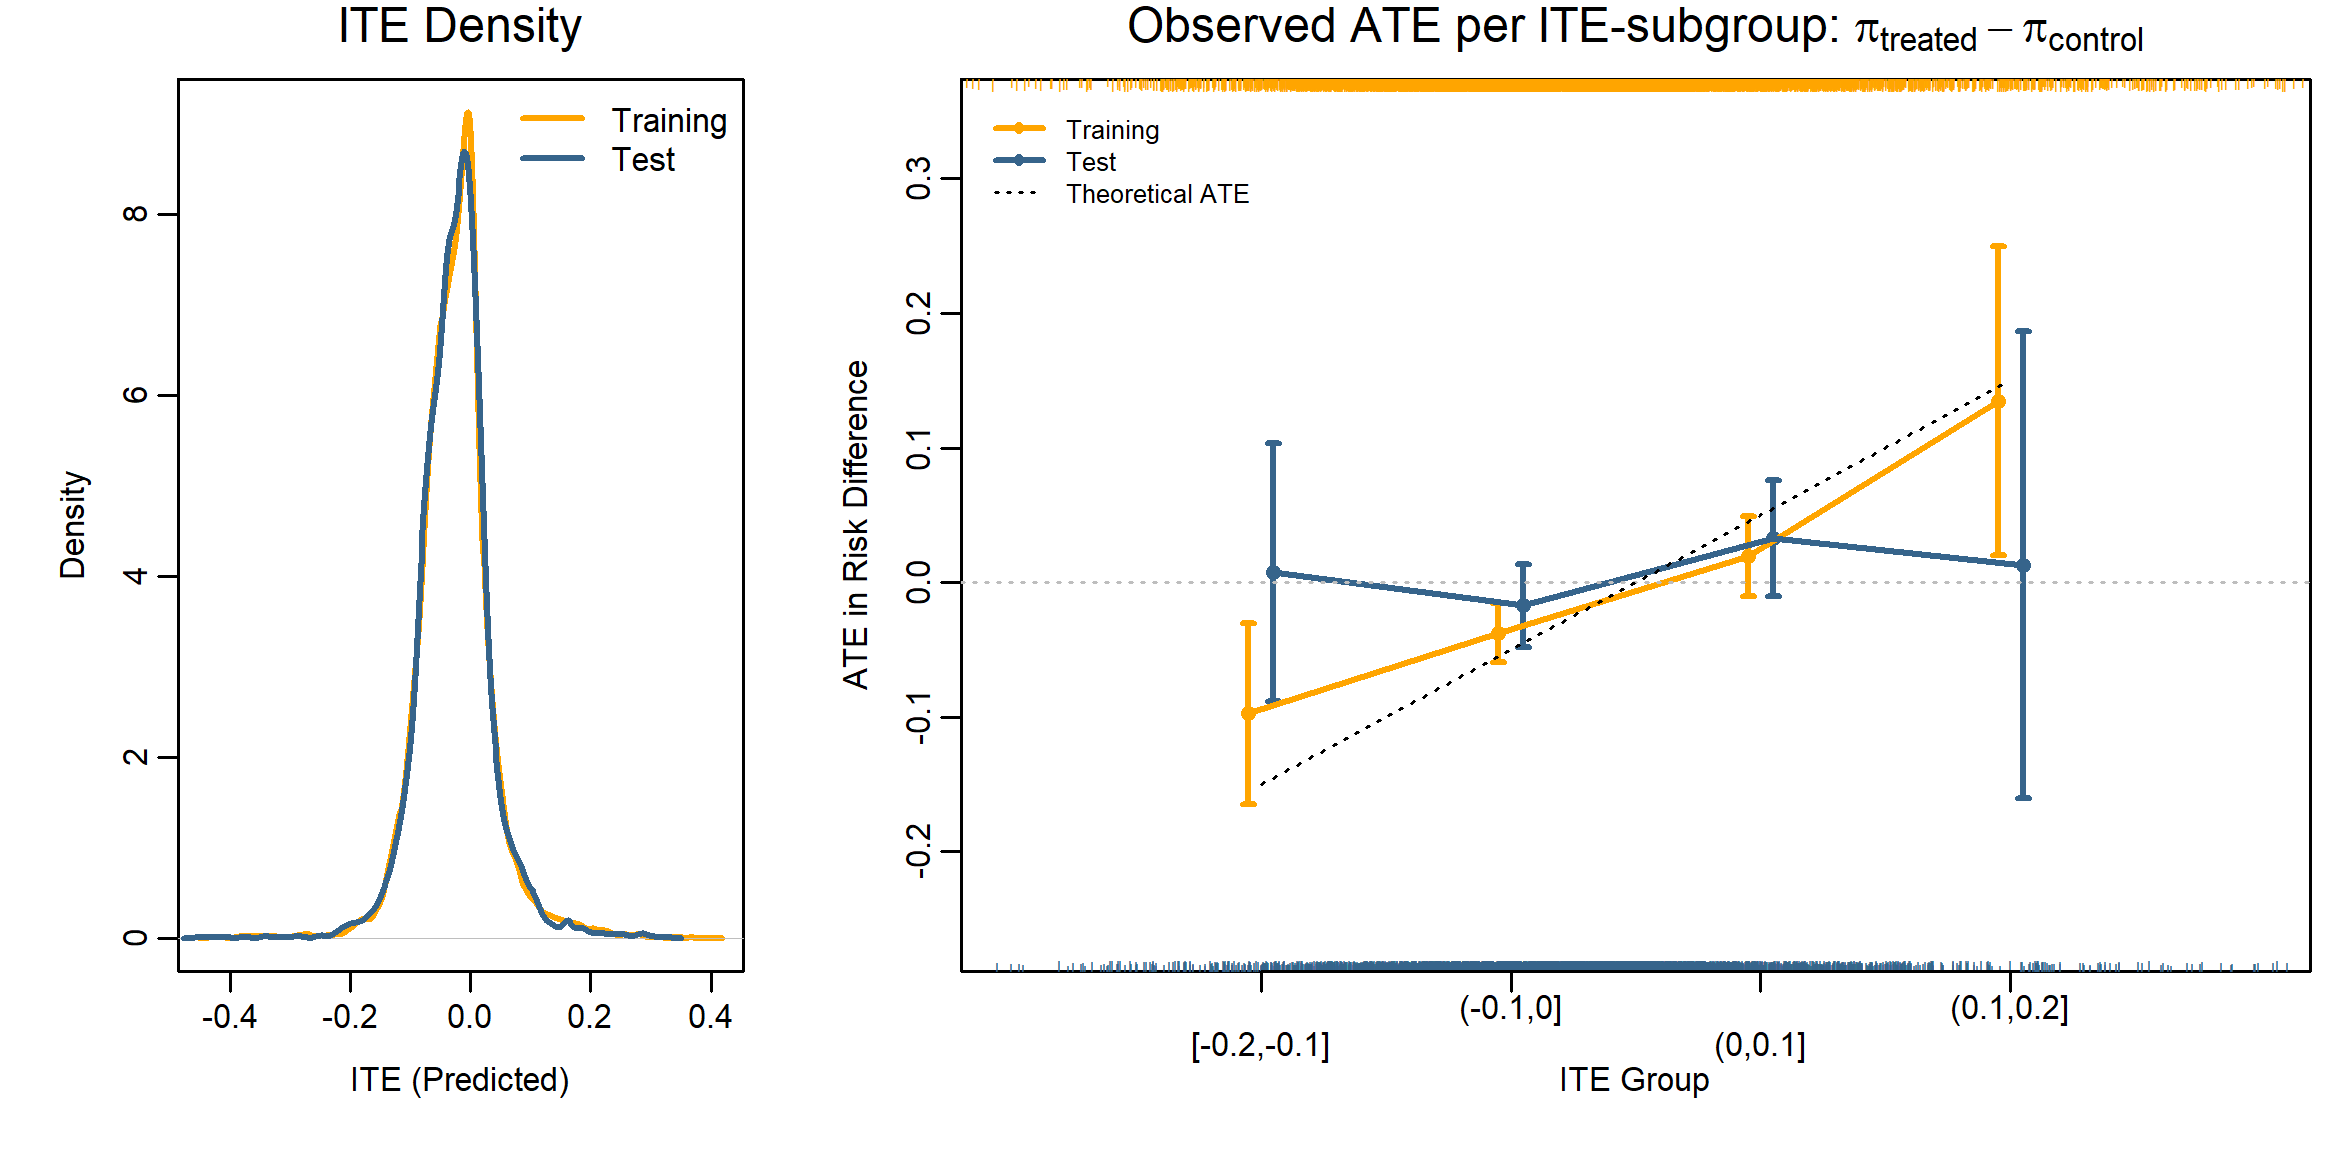 ITE Density
Training
Test
Density
0
2
4
6
8
-0.4
-0.2
0.0
0.2
0.4
ITE (Predicted)
Observed ATE per ITE-subgroup: π_treated − π_control
Training
Test
Theoretical ATE
ATE in Risk Difference
-0.2
-0.1
0.0
0.1
0.2
0.3
[-0.2,-0.1]
(-0.1,0]
(0,0.1]
(0.1,0.2]
ITE Group